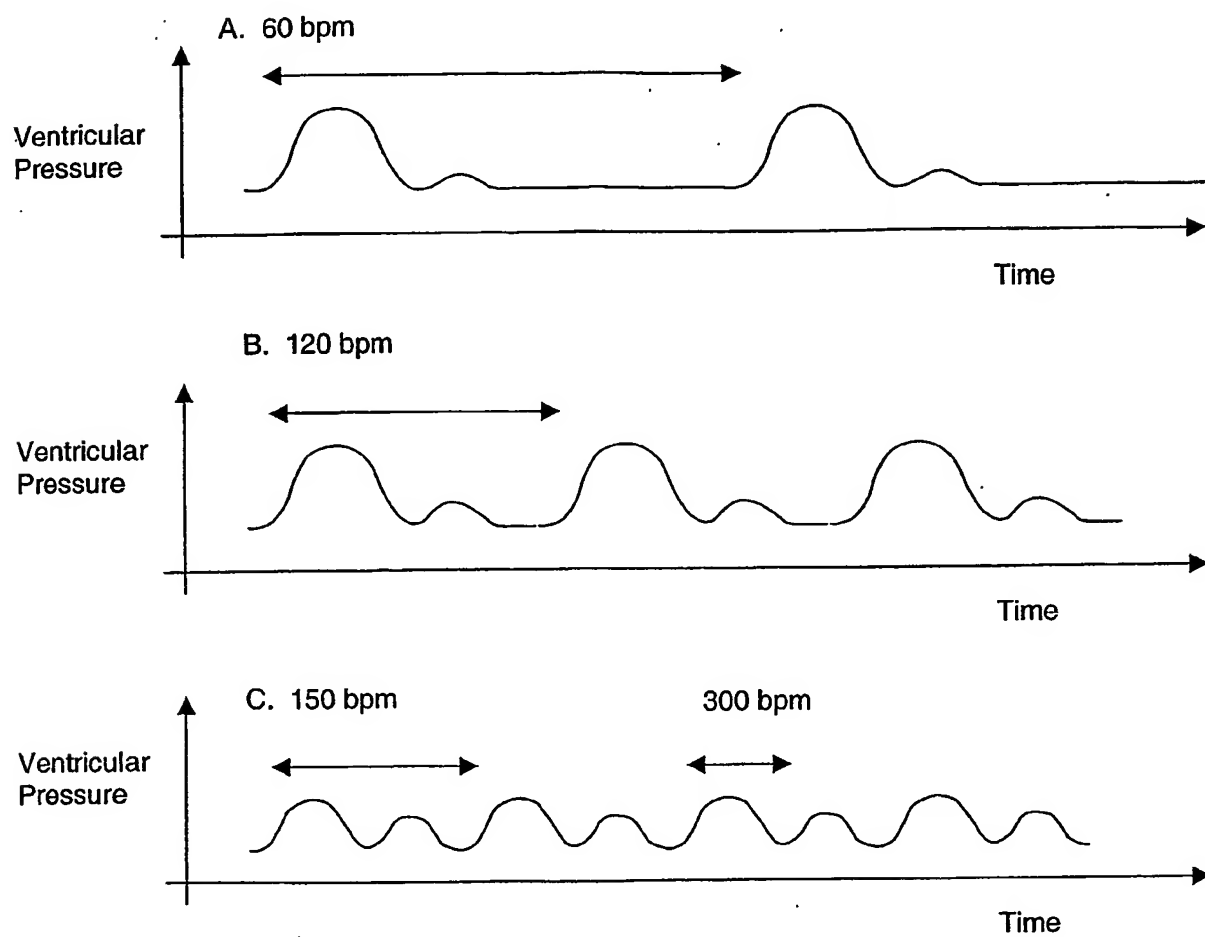 A. 60 bpm
Ventricular
Pressure
Time
B. 120 bpm
Ventricular
Pressure
Time
C. 150 bpm
300 bpm
Ventricular
Pressure
Time